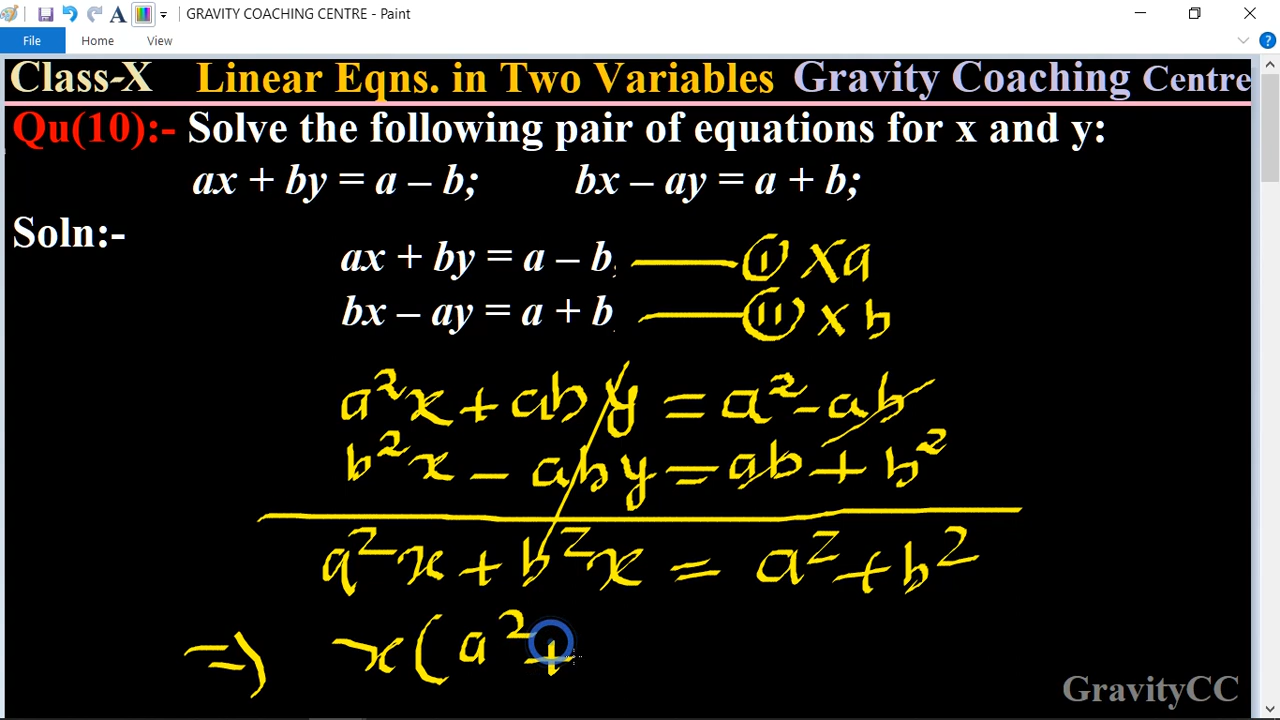 GRAVITY COACHING CENTRE - Paint
File Home View
Class-X Linear Eqns. in Two Variables Gravity Coaching Centre
Qu(10):- Solve the following pair of equations for x and y:
ax + by = a – b; bx – ay = a + b;
Soln:-
ax + by = a – b, —— (I) × a
bx – ay = a + b —— (II) × b
a²x + aby = a² - ab
b²x - aby = ab + b²
a²x + b²x = a² + b²
⇒ x(a² +
GravityCC